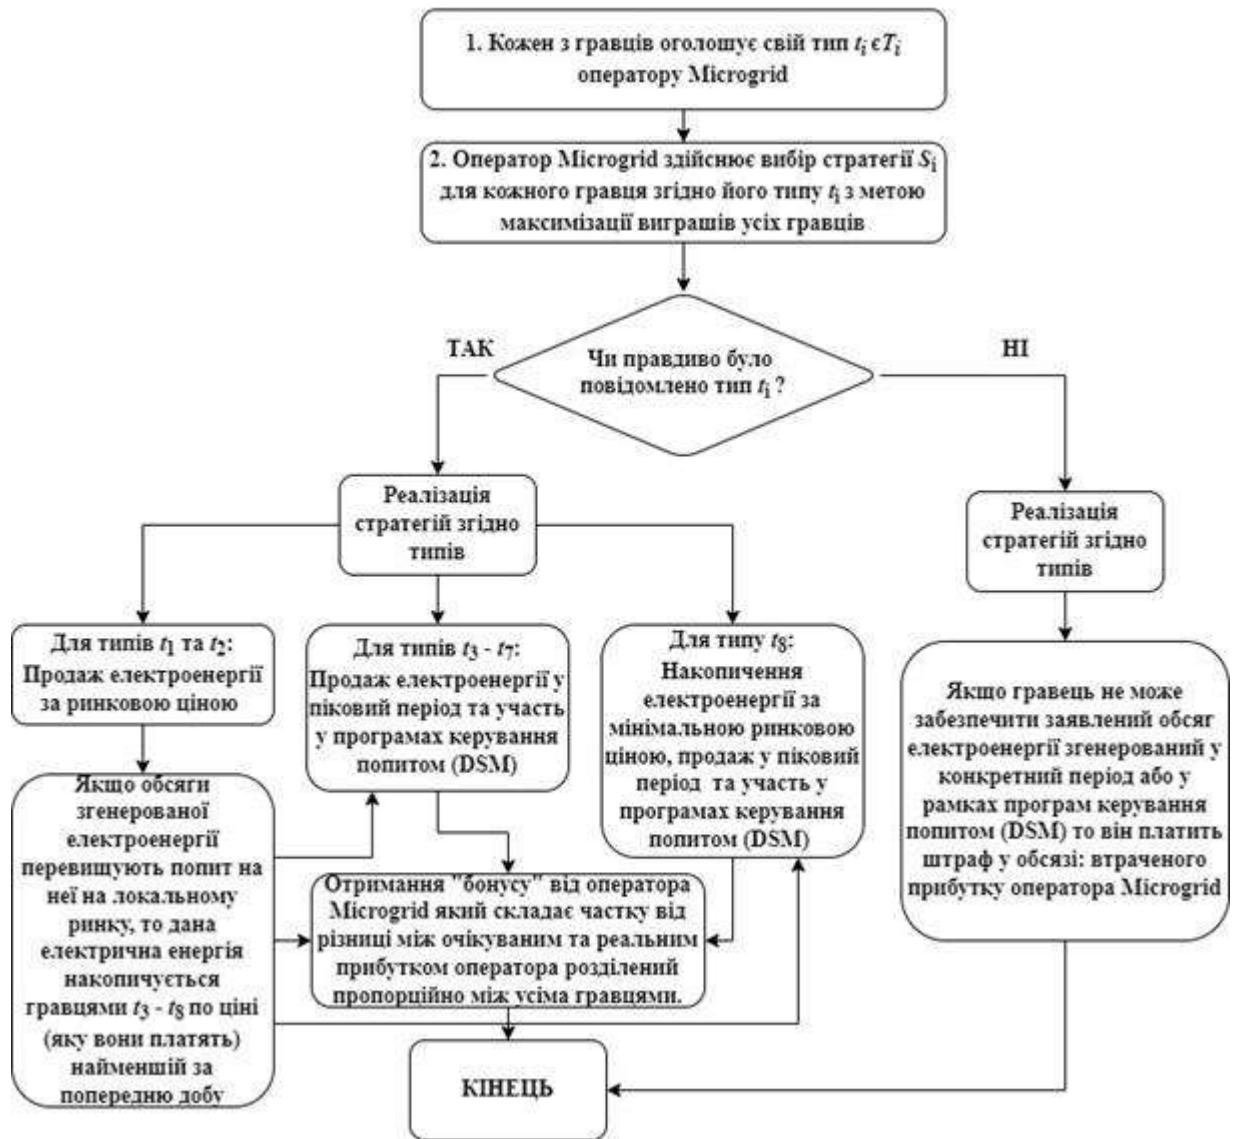 1. Кожен з гравців оголошує свій тип ti єTi
оператору Microgrid
2. Оператор Microgrid здійснює вибір стратегії Si
для кожного гравця згідно його типу ti з метою
максимізації виграшів усіх гравців
ТАК
Чи правдиво було
повідомлено тип ti ?
НІ
Реалізація
стратегій згідно
типів
Реалізація
стратегій згідно
типів
Для типів t1 та t2:
Продаж електроенергії
за ринковою ціною
Для типів t3 - t7:
Продаж електроенергії у
піковий період та участь
у програмах керування
попитом (DSM)
Для типу t8:
Накопичення
електроенергії за
мінімальною ринковою
ціною, продаж у піковий
період та участь у
програмах керування
попитом (DSM)
Якщо гравець не може
забезпечити заявлений обсяг
електроенергії згенерований у
конкретний період або у
рамках програм керування
попитом (DSM) то він платить
штраф у обсязі: втраченого
прибутку оператора Microgrid
Якщо обсяги
згенерованої
електроенергії
перевищують попит на
неї на локальному
ринку, то дана
електрична енергія
накопичується
гравцями t3 - t8 по ціні
(яку вони платять)
найменшій за
попередню добу
Отримання "бонусу" від оператора
Microgrid який складає частку від
різниці між очікуваним та реальним
прибутком оператора розділений
пропорційно між усіма гравцями.
КІНЕЦЬ